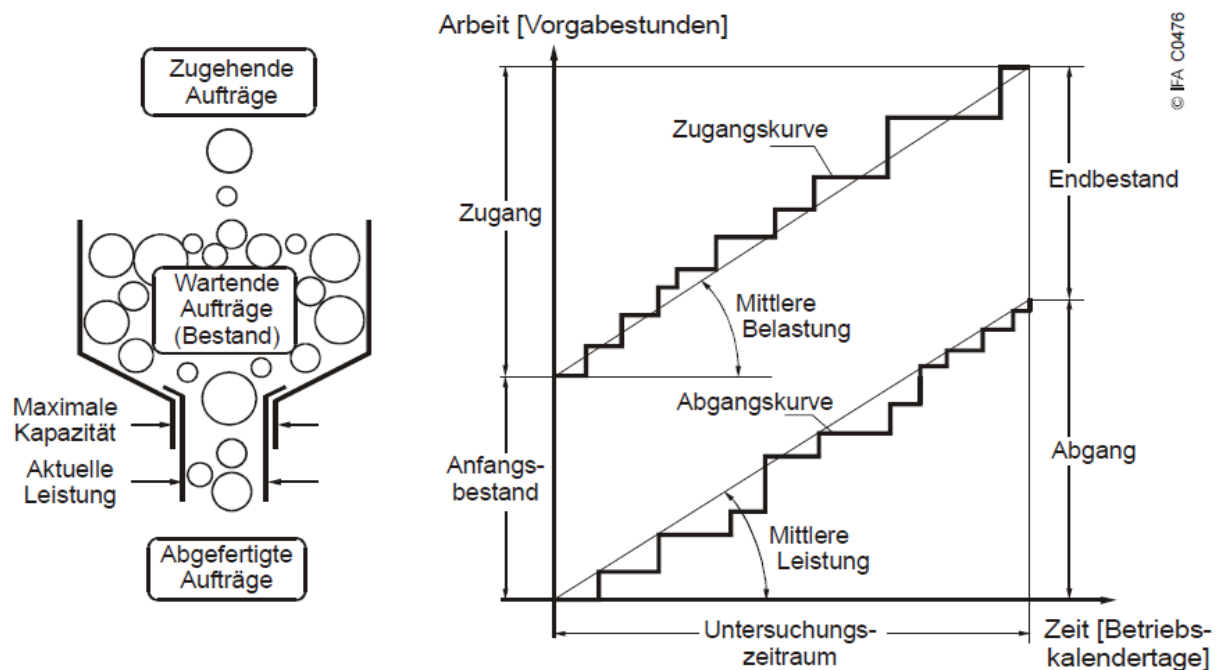 Zugehende
Aufträge
Wartende
Aufträge
(Bestand)
Maximale
Kapazität
Aktuelle
Leistung
Abgefertigte
Aufträge
Arbeit [Vorgabestunden]
Zugang
Anfangs-
bestand
Zugangskurve
Mittlere
Belastung
Abgangskurve
Mittlere
Leistung
Endbestand
Abgang
Untersuchungs-
zeitraum
Zeit [Betriebs-
kalendertage]
© IFA C0476